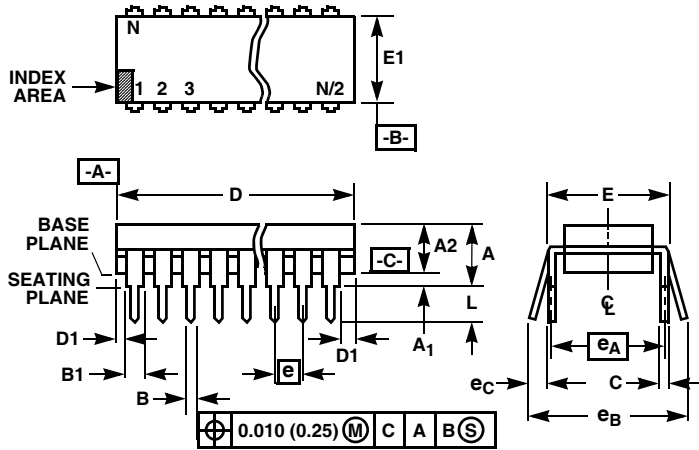 N
E1
INDEX
AREA
1 2 3 N/2
-B-
-A-
D
E
BASE
PLANE
A2
A
-C-
SEATING
PLANE
L
℄
D1
A1
D1
eA
B1
e
eC
C
B
eB
⌖ 0.010 (0.25) Ⓜ C A B Ⓢ